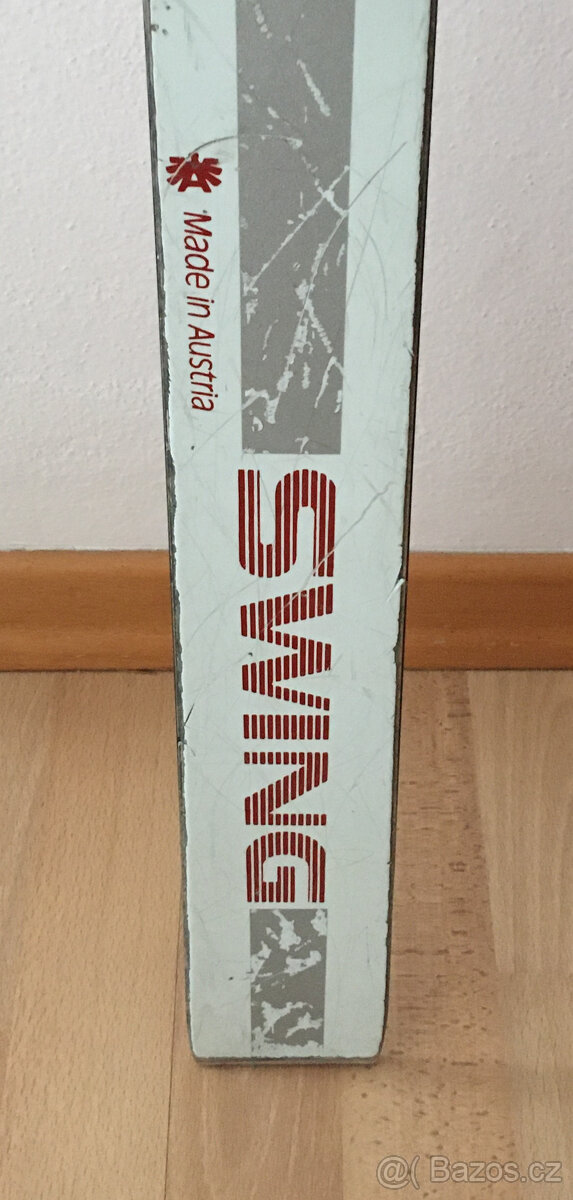 A
Made in Austria
SWING
@( Bazos.cz